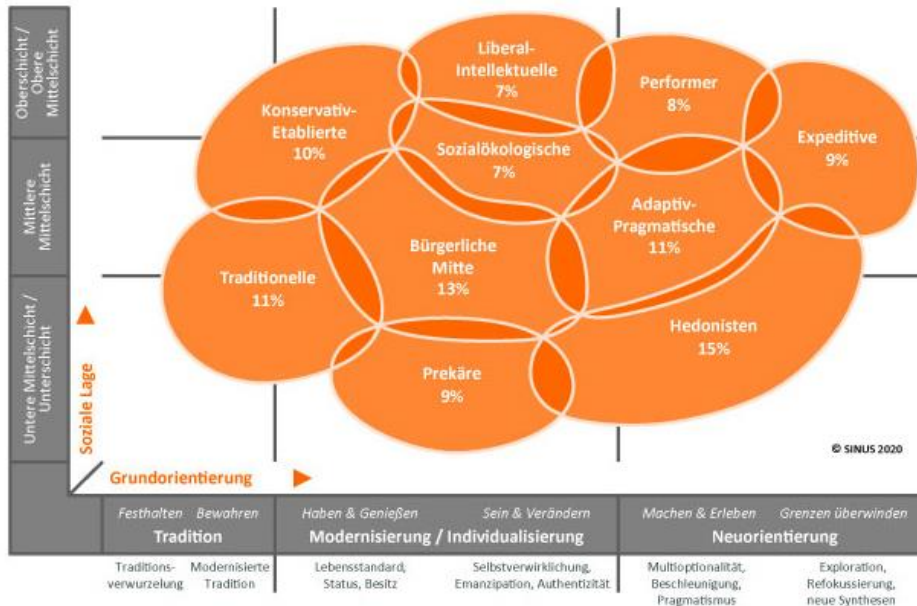 Oberschicht /
Obere
Mittelschicht
Mittlere
Mittelschicht
Untere Mittelschicht /
Unterschicht
Soziale Lage
Konservativ-
Etablierte
10%
Liberal-
Intellektuelle
7%
Performer
8%
Expeditive
9%
Sozialökologische
7%
Adaptiv-
Pragmatische
11%
Traditionelle
11%
Bürgerliche
Mitte
13%
Hedonisten
15%
Prekäre
9%
© SINUS 2020
Grundorientierung
Festhalten Bewahren
Tradition
Haben & Genießen Sein & Verändern
Modernisierung / Individualisierung
Machen & Erleben Grenzen überwinden
Neuorientierung
Traditions-
verwurzelung
Modernisierte
Tradition
Lebensstandard,
Status, Besitz
Selbstverwirklichung,
Emanzipation, Authentizität
Multioptionalität,
Beschleunigung,
Pragmatismus
Exploration,
Refokussierung,
neue Synthesen